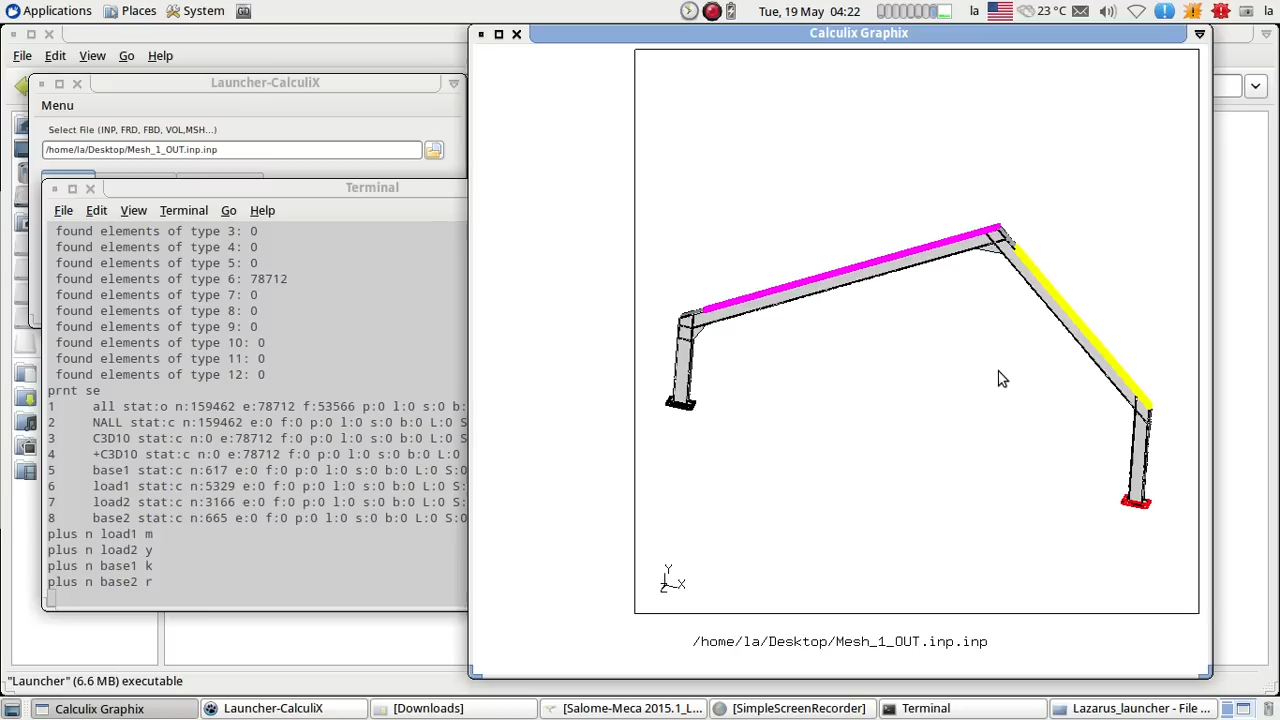 Applications Places System Tue, 19 May 04:22 la 23 °C la
File Edit View Go Help
Launcher-CalculiX
Menu
Select File (INP, FRD, FBD, VOL,MSH...)
/home/la/Desktop/Mesh_1_OUT.inp.inp
Terminal
File Edit View Terminal Go Help
found elements of type 3: 0
found elements of type 4: 0
found elements of type 5: 0
found elements of type 6: 78712
found elements of type 7: 0
found elements of type 8: 0
found elements of type 9: 0
found elements of type 10: 0
found elements of type 11: 0
found elements of type 12: 0
prnt se
1 all stat:o n:159462 e:78712 f:53566 p:0 l:0 s:0 b:
2 NALL stat:c n:159462 e:0 f:0 p:0 l:0 s:0 b:0 L:0 S:
3 C3D10 stat:c n:0 e:78712 f:0 p:0 l:0 s:0 b:0 L:0 S:
4 +C3D10 stat:c n:0 e:78712 f:0 p:0 l:0 s:0 b:0 L:0
5 base1 stat:c n:617 e:0 f:0 p:0 l:0 s:0 b:0 L:0 S:0
6 load1 stat:c n:5329 e:0 f:0 p:0 l:0 s:0 b:0 L:0 S:
7 load2 stat:c n:3166 e:0 f:0 p:0 l:0 s:0 b:0 L:0 S:
8 base2 stat:c n:665 e:0 f:0 p:0 l:0 s:0 b:0 L:0 S:0
plus n load1 m
plus n load2 y
plus n base1 k
plus n base2 r
Calculix Graphix
Y
Z X
/home/la/Desktop/Mesh_1_OUT.inp.inp
"Launcher" (6.6 MB) executable
Calculix Graphix Launcher-CalculiX [Downloads] [Salome-Meca 2015.1_L... [SimpleScreenRecorder] Terminal Lazarus_launcher - File ...